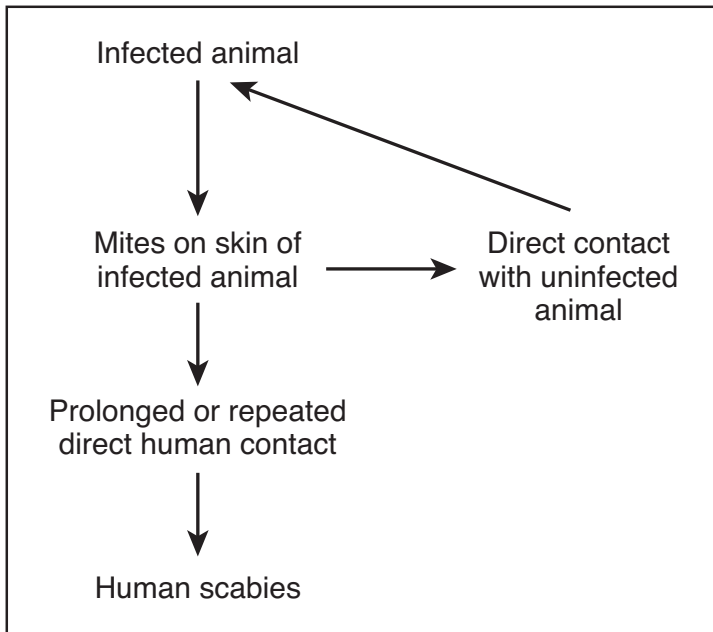 Infected animal
Mites on skin of
infected animal
Direct contact
with uninfected
animal
Prolonged or repeated
direct human contact
Human scabies